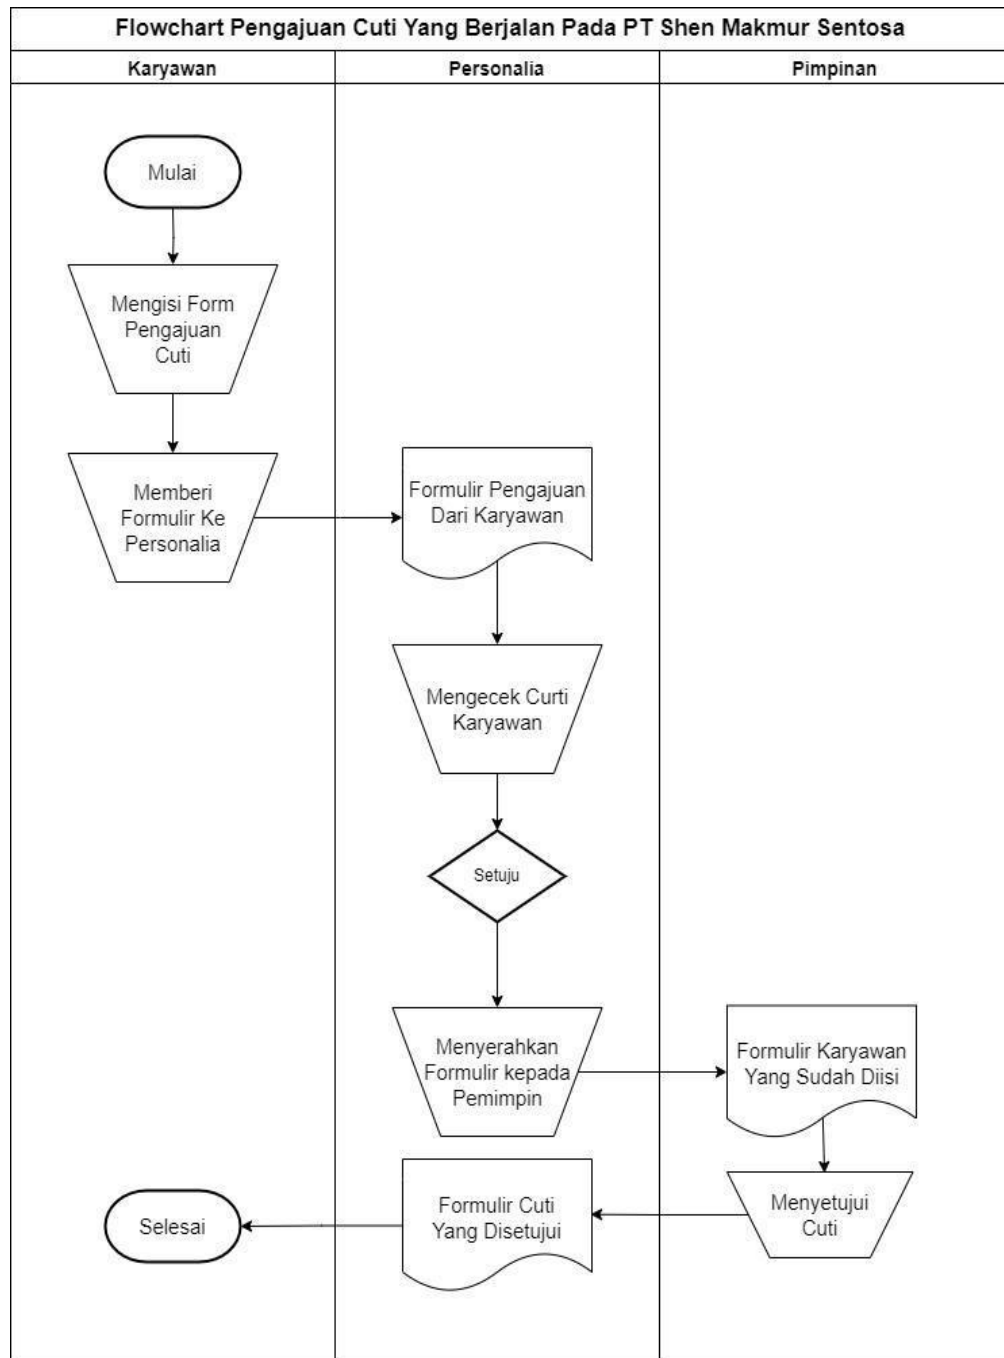 Flowchart Pengajuan Cuti Yang Berjalan Pada PT Shen Makmur Sentosa
Karyawan
Personalia
Pimpinan
Mulai
Mengisi Form
Pengajuan
Cuti
Memberi
Formulir Ke
Personalia
Formulir Pengajuan
Dari Karyawan
Mengecek Curti
Karyawan
Setuju
Menyerahkan
Formulir kepada
Pemimpin
Formulir Karyawan
Yang Sudah Diisi
Menyetujui
Cuti
Formulir Cuti
Yang Disetujui
Selesai